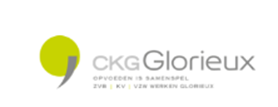 CKG Glorieux
OPVOEDEN IS SAMENSPEL
ZVB | KV | VZW WERKEN GLORIEUX